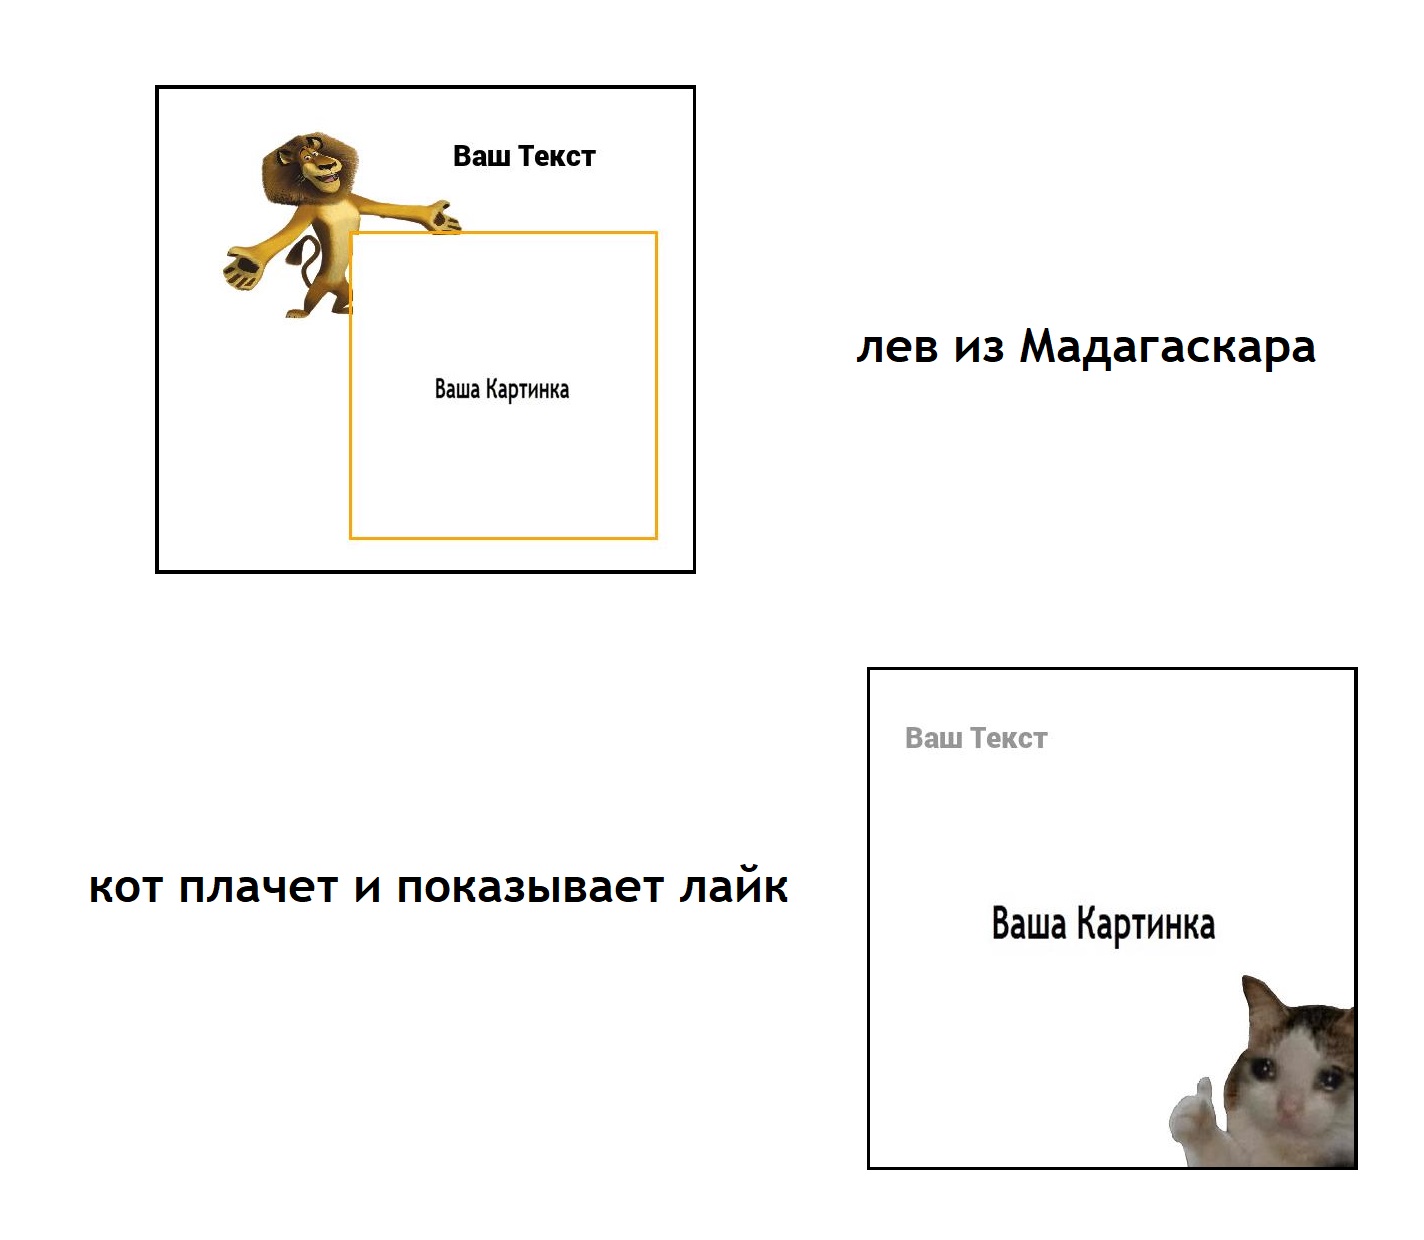 Ваш Текст
Ваша Картинка
лев из Мадагаскара
Ваш Текст
кот плачет и показывает лайк
Ваша Картинка